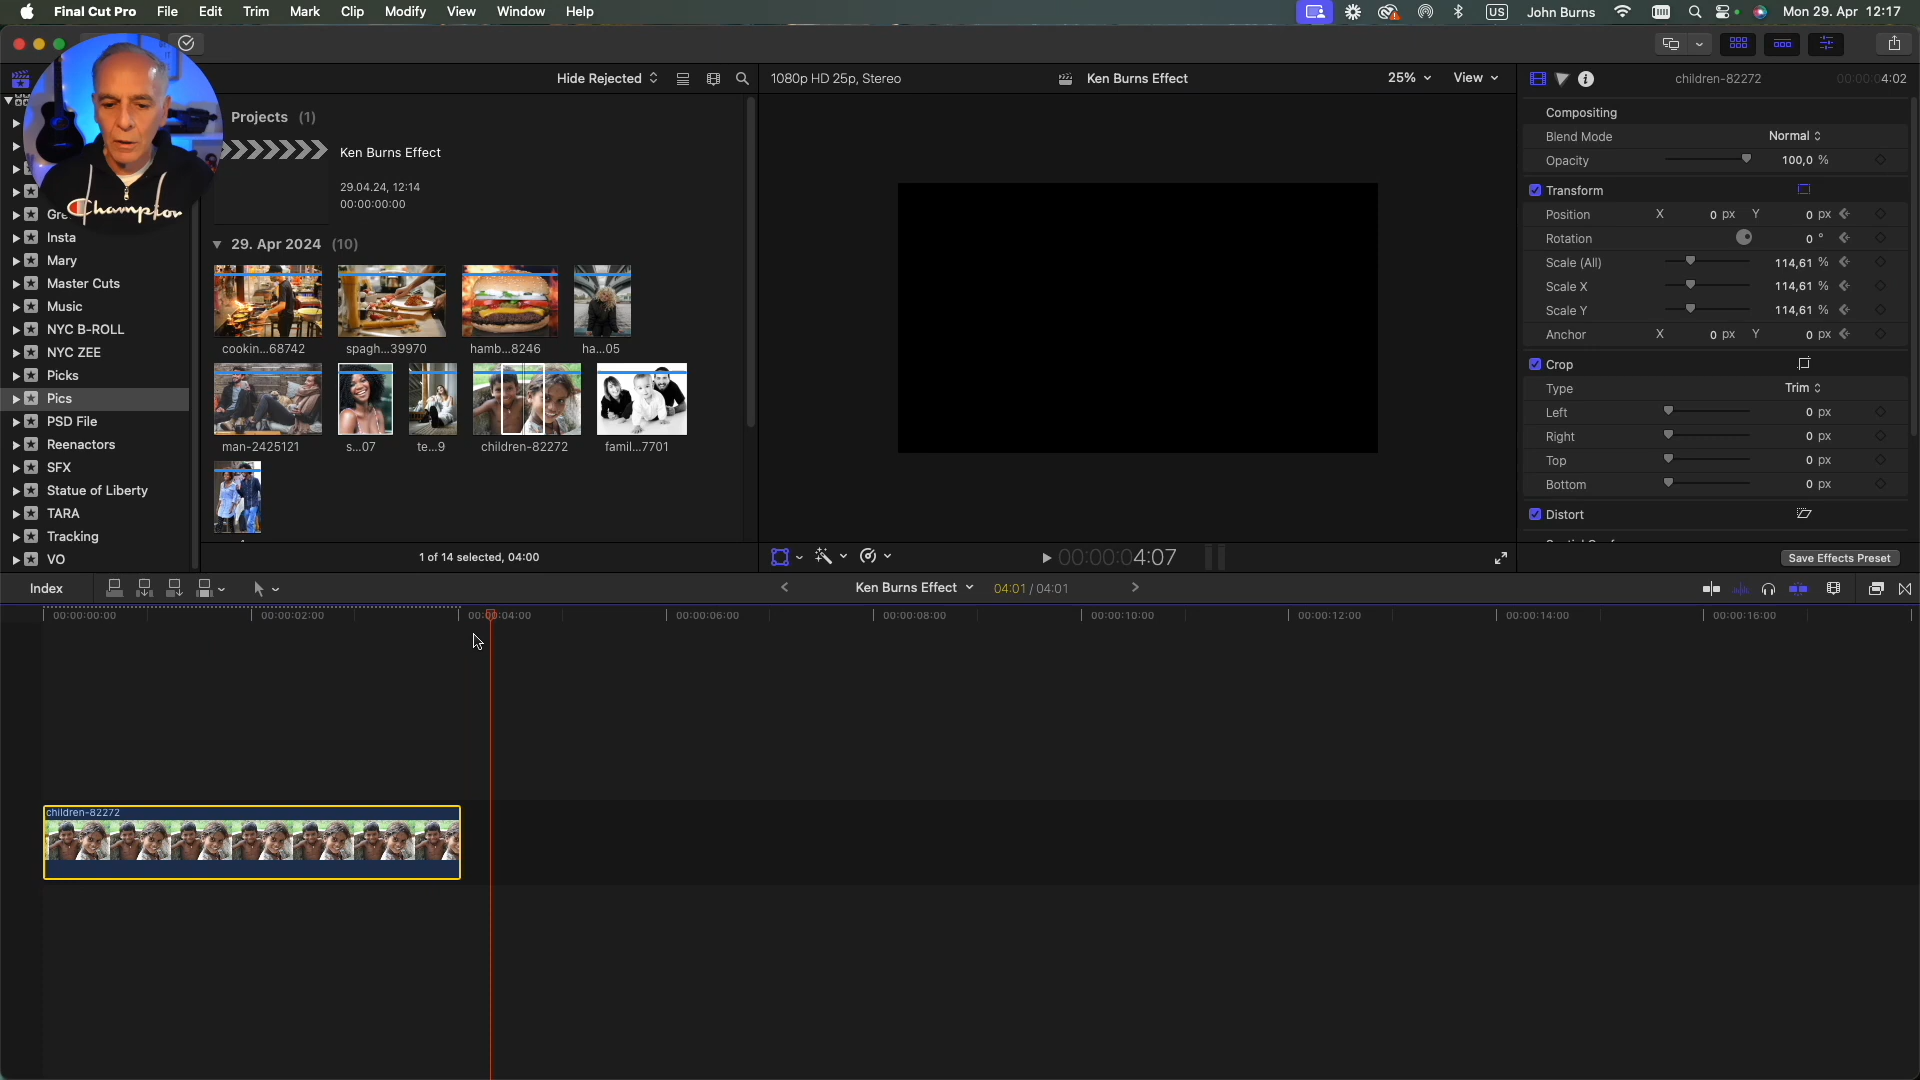 Final Cut Pro File Edit Trim Mark Clip Modify View Window Help
US John Burns Mon 29. Apr 12:17
Hide Rejected
1080p HD 25p, Stereo
Ken Burns Effect
25% View
children-82272
00:00:04:02
Projects (1)
Ken Burns Effect
29.04.24, 12:14
00:00:00:00
Champion
Gre
Insta
Mary
Master Cuts
Music
NYC B-ROLL
NYC ZEE
Picks
Pics
PSD File
Reenactors
SFX
Statue of Liberty
TARA
Tracking
VO
29. Apr 2024 (10)
cookin...68742 spagh...39970 hamb...8246 ha...05
man-2425121 s...07 te...9 children-82272 famil...7701
1 of 14 selected, 04:00
00:00:04:07
Compositing
Blend Mode Normal
Opacity 100,0 %
Transform
Position X 0 px Y 0 px
Rotation 0 °
Scale (All) 114,61 %
Scale X 114,61 %
Scale Y 114,61 %
Anchor X 0 px Y 0 px
Crop
Type Trim
Left 0 px
Right 0 px
Top 0 px
Bottom 0 px
Distort
Save Effects Preset
Index
Ken Burns Effect 04:01 / 04:01
00:00:00:00 00:00:02:00 00:00:04:00 00:00:06:00 00:00:08:00 00:00:10:00 00:00:12:00 00:00:14:00 00:00:16:00
children-82272